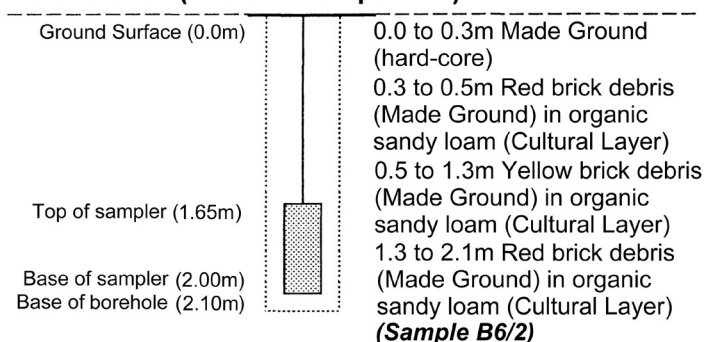 Ground Surface (0.0m)
Top of sampler (1.65m)
Base of sampler (2.00m)
Base of borehole (2.10m)
0.0 to 0.3m Made Ground
(hard-core)
0.3 to 0.5m Red brick debris
(Made Ground) in organic
sandy loam (Cultural Layer)
0.5 to 1.3m Yellow brick debris
(Made Ground) in organic
sandy loam (Cultural Layer)
1.3 to 2.1m Red brick debris
(Made Ground) in organic
sandy loam (Cultural Layer)
(Sample B6/2)